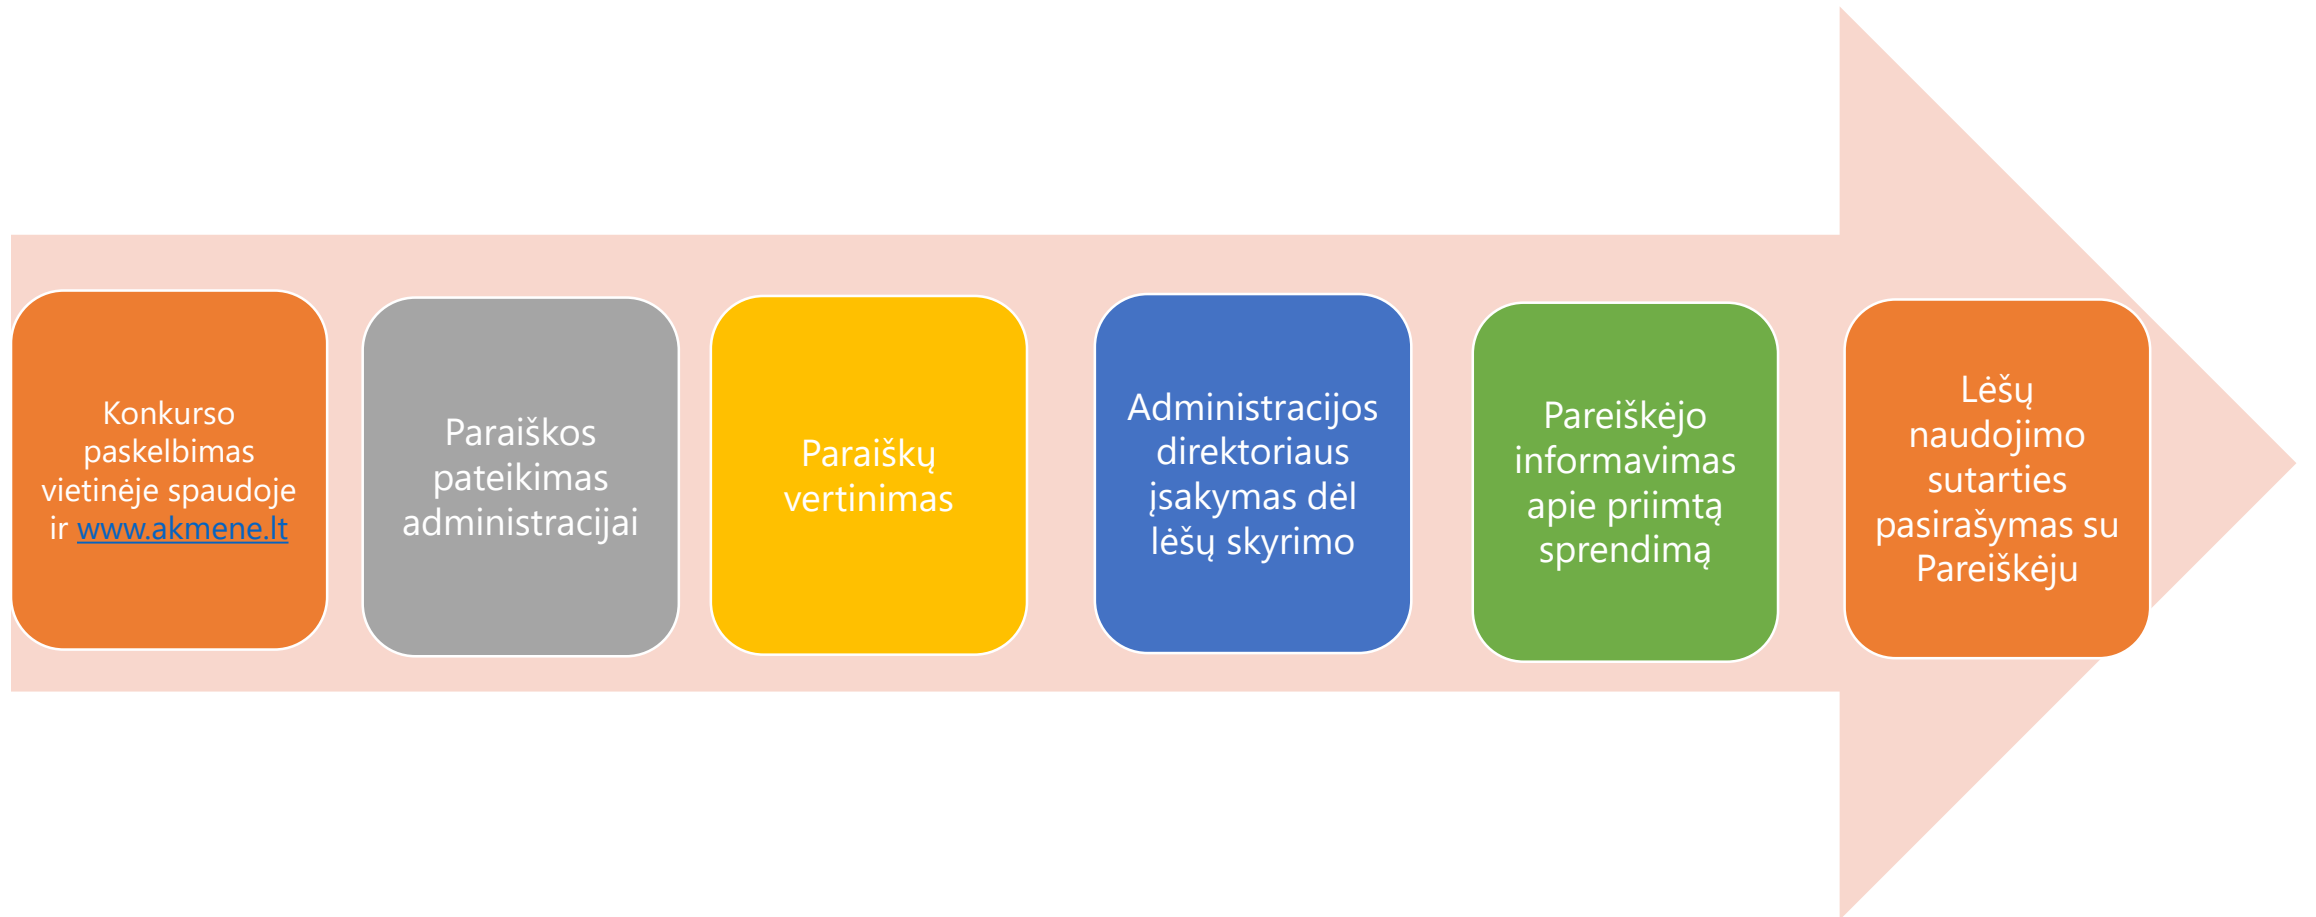 Konkurso
paskelbimas
vietinėje spaudoje
ir www.akmene.lt
Paraiškos
pateikimas
administracijai
Paraiškų
vertinimas
Administracijos
direktoriaus
įsakymas dėl
lėšų skyrimo
Pareiškėjo
informavimas
apie priimtą
sprendimą
Lėšų
naudojimo
sutarties
pasirašymas su
Pareiškėju